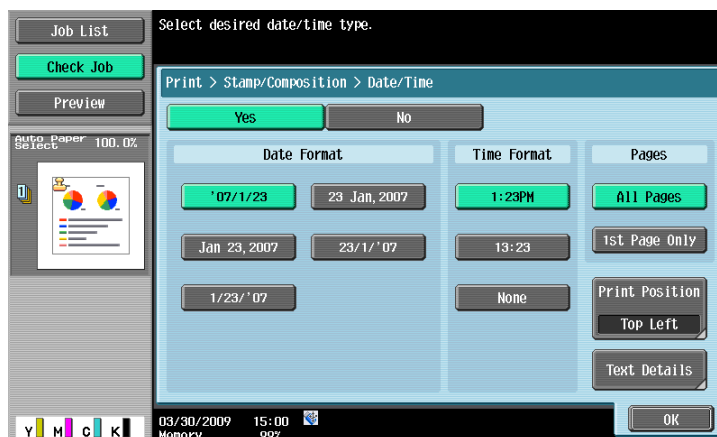 Job List
Check Job
Preview
Auto Paper Select 100.0%
1
Y M C K
Select desired date/time type.
Print > Stamp/Composition > Date/Time
Yes No
Date Format
'07/1/23 23 Jan,2007
Jan 23,2007 23/1/'07
1/23/'07
Time Format
1:23PM
13:23
None
Pages
All Pages
1st Page Only
Print Position
Top Left
Text Details
03/30/2009 15:00
Memory 99%
OK